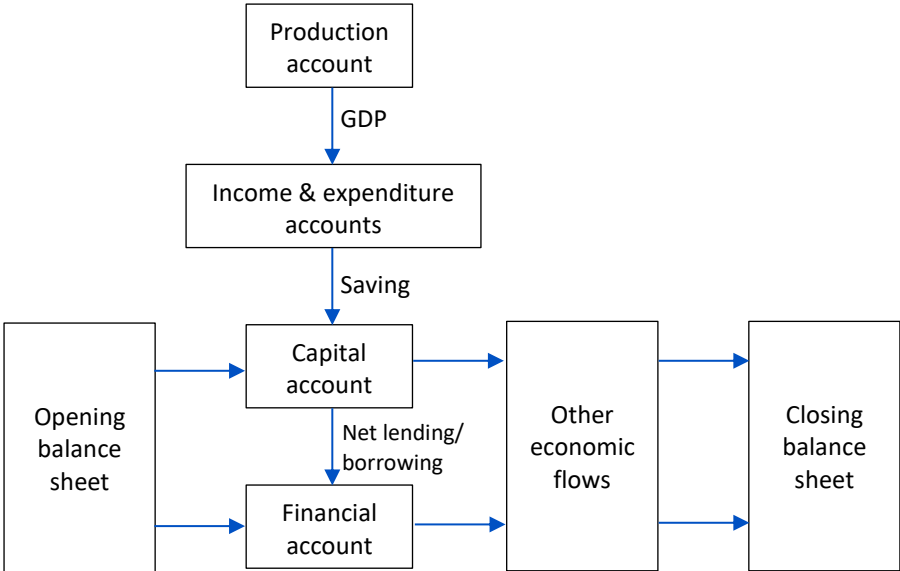 Production
account
GDP
Income & expenditure
accounts
Saving
Opening
balance
sheet
Capital
account
Net lending/
borrowing
Financial
account
Other
economic
flows
Closing
balance
sheet